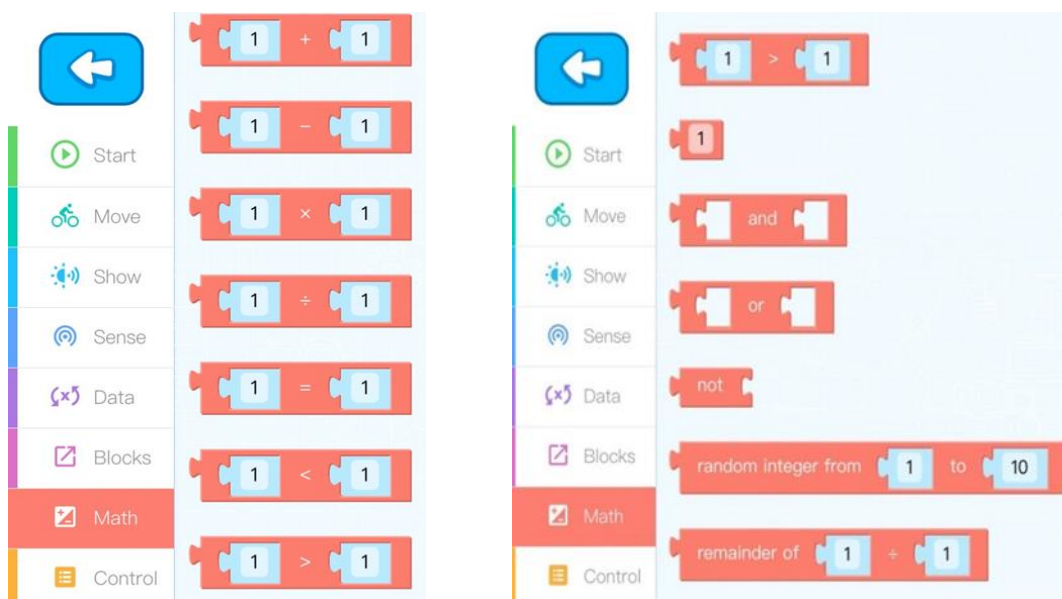 1 + 1
1 − 1
Start
Move
1 × 1
Show
1 ÷ 1
Sense
Data
1 = 1
Blocks
1 < 1
Math
1 > 1
Control
1 > 1
1
Start
Move
and
Show
or
Sense
Data
not
Blocks
random integer from 1 to 10
Math
remainder of 1 ÷ 1
Control